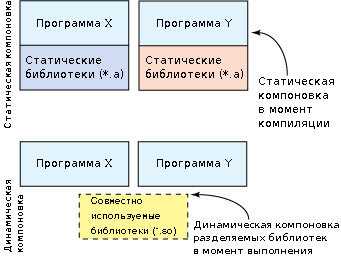 Статическая компоновка
Программа X
Программа Y
Статические
библиотеки (*.a)
Статические
библиотеки (*.a)
Статическая
компоновка
в момент
компиляции
Динамическая
компоновка
Программа X
Программа Y
Совместно
используемые
библиотеки (*.so)
Динамическая компоновка
разделяемых библиотек
в момент выполнения